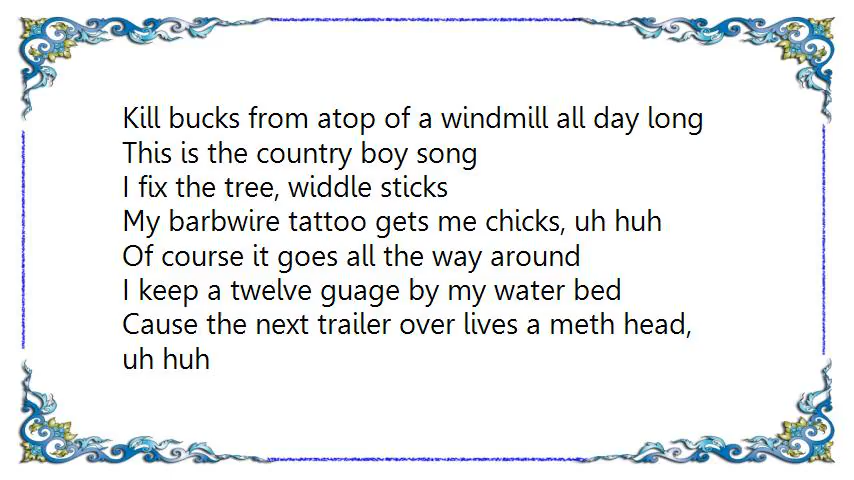 Kill bucks from atop of a windmill all day long
This is the country boy song
I fix the tree, widdle sticks
My barbwire tattoo gets me chicks, uh huh
Of course it goes all the way around
I keep a twelve guage by my water bed
Cause the next trailer over lives a meth head,
uh huh